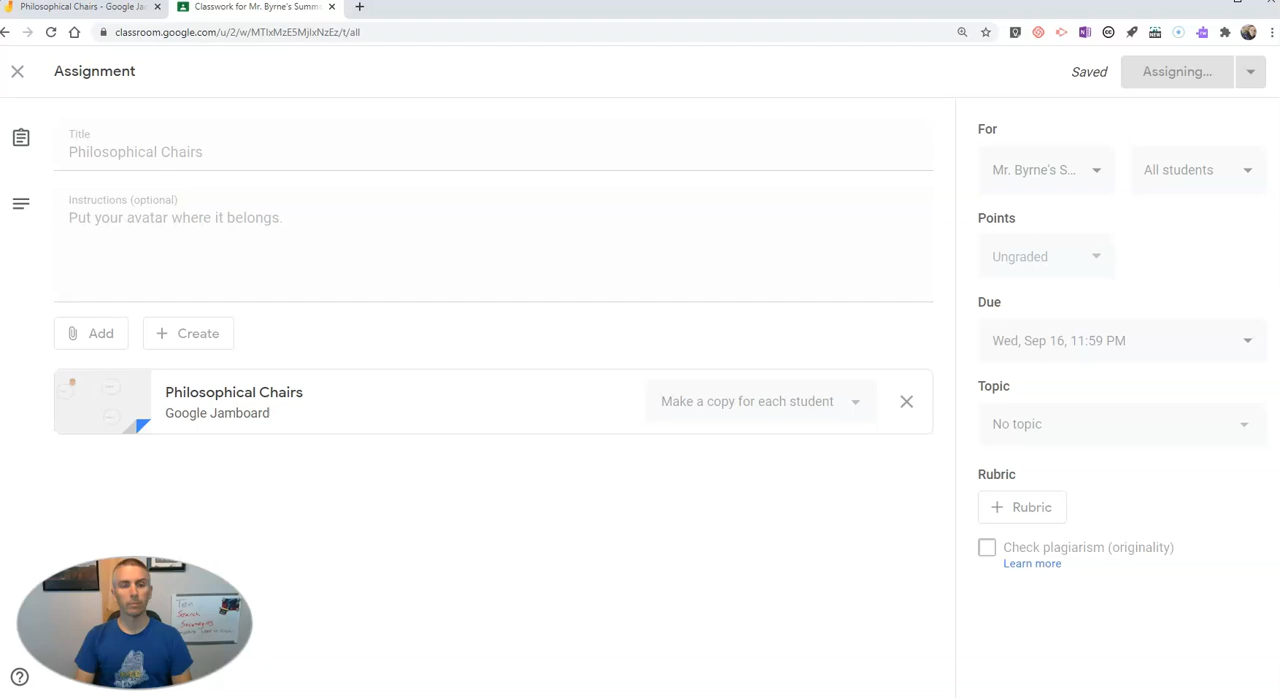 Philosophical Chairs - Google Ja
Classwork for Mr. Byrne's Summ
classroom.google.com/u/2/w/MTIxMzE5MjIxNzEz/t/all
Assignment
Saved
Assigning...
Title
Philosophical Chairs
Instructions (optional)
Put your avatar where it belongs.
Add
Create
Philosophical Chairs
Google Jamboard
Make a copy for each student
For
Mr. Byrne's S...
All students
Points
Ungraded
Due
Wed, Sep 16, 11:59 PM
Topic
No topic
Rubric
Rubric
Check plagiarism (originality)
Learn more
Ten
Search
Strategies